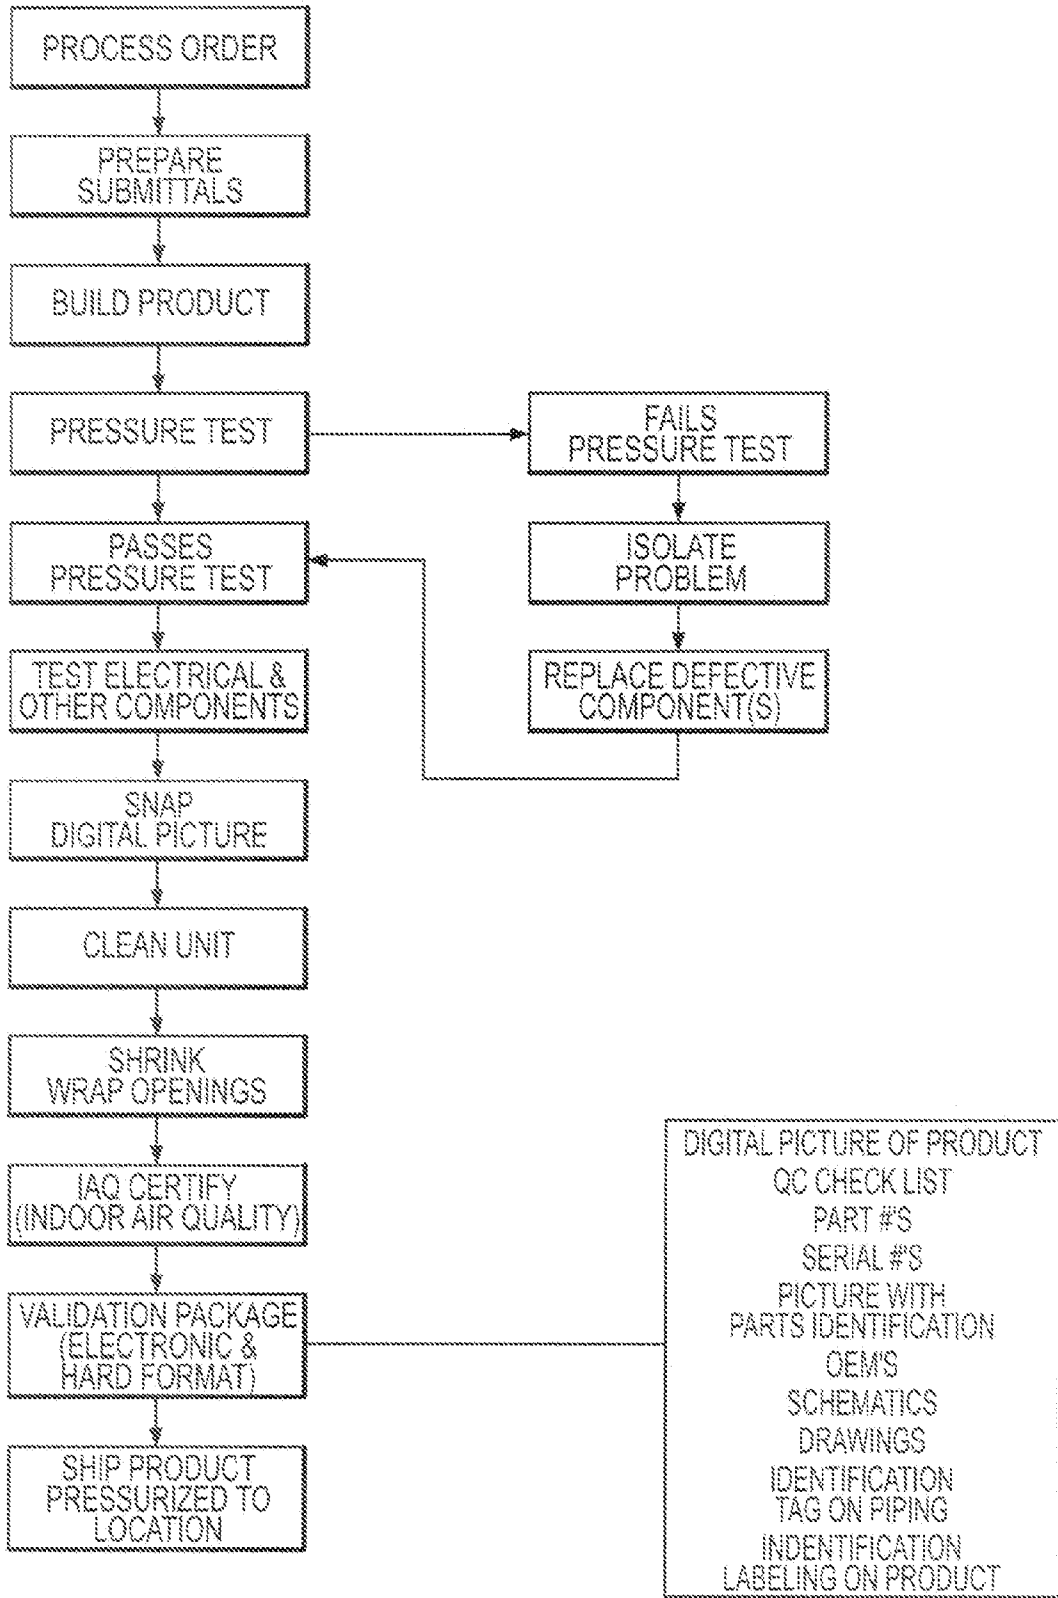 PROCESS ORDER
PREPARE
SUBMITTALS
BUILD PRODUCT
PRESSURE TEST
FAILS
PRESSURE TEST
PASSES
PRESSURE TEST
ISOLATE
PROBLEM
TEST ELECTRICAL &
OTHER COMPONENTS
REPLACE DEFECTIVE
COMPONENT(S)
SNAP
DIGITAL PICTURE
CLEAN UNIT
SHRINK
WRAP OPENINGS
IAQ CERTIFY
(INDOOR AIR QUALITY)
VALIDATION PACKAGE
(ELECTRONIC &
HARD FORMAT)
SHIP PRODUCT
PRESSURIZED TO
LOCATION
DIGITAL PICTURE OF PRODUCT
QC CHECK LIST
PART #'S
SERIAL #'S
PICTURE WITH
PARTS IDENTIFICATION
OEM'S
SCHEMATICS
DRAWINGS
IDENTIFICATION
TAG ON PIPING
INDENTIFICATION
LABELING ON PRODUCT